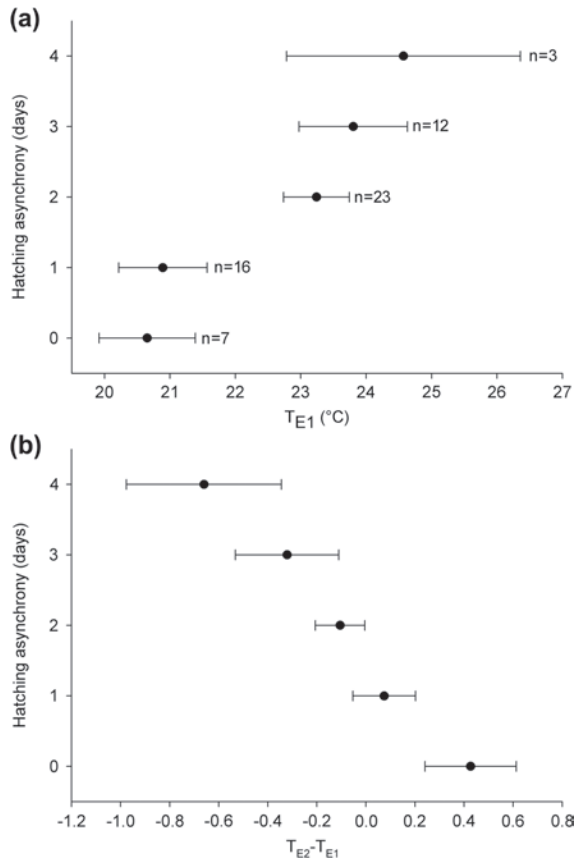 (a)
Hatching asynchrony (days)
4
3
2
1
0
n=3
n=12
n=23
n=16
n=7
20 21 22 23 24 25 26 27
TE1 (°C)
(b)
Hatching asynchrony (days)
4
3
2
1
0
-1.2 -1.0 -0.8 -0.6 -0.4 -0.2 0.0 0.2 0.4 0.6 0.8
TE2-TE1